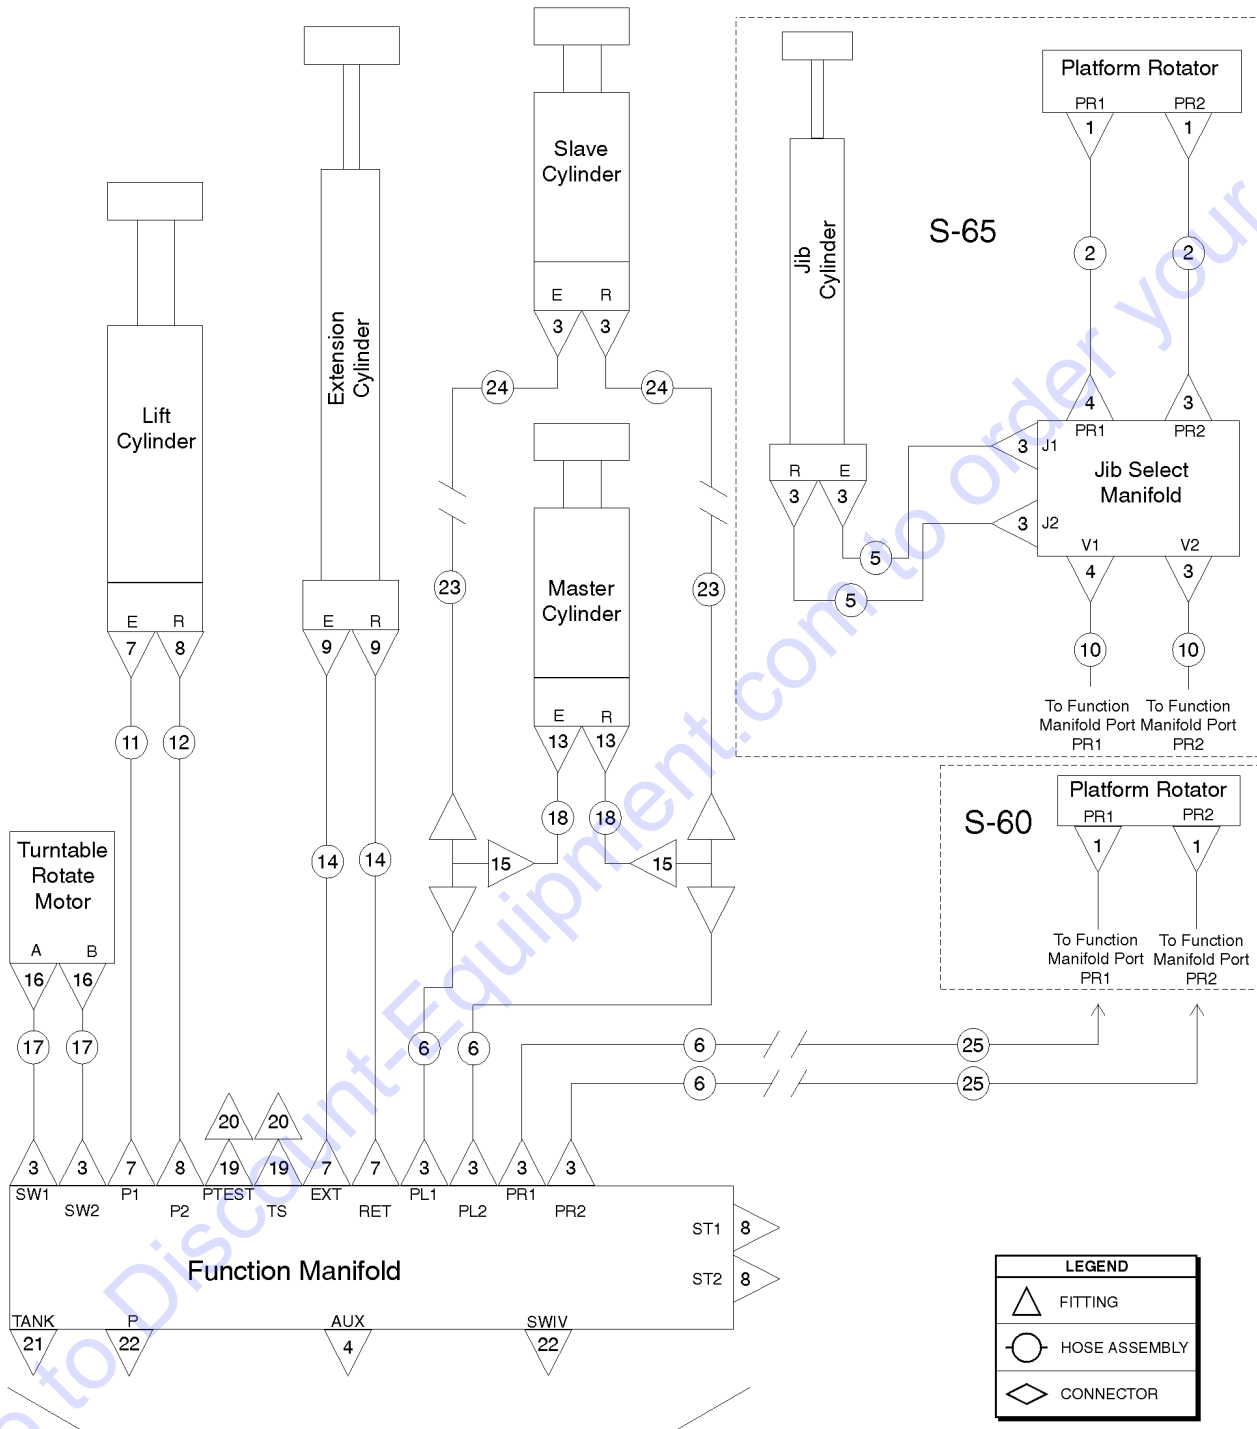 Slave
Cylinder
E R
3 3
24 24
Lift
Cylinder
E R
7 8
11 12
Extension
Cylinder
E R
9 9
14 14
23 23
Master
Cylinder
E R
13 13
18 18
15 15
Turntable
Rotate
Motor
A B
16 16
17 17
S-65
Jib
Cylinder
R E
3 3
5
5
Platform Rotator
PR1 PR2
1 1
2 2
4 3
PR1 PR2
3 J1
Jib Select
Manifold
3 J2
V1 V2
4 3
10 10
To Function
Manifold Port
PR1
To Function
Manifold Port
PR2
S-60
Platform Rotator
PR1 PR2
1 1
To Function
Manifold Port
PR1
To Function
Manifold Port
PR2
6 6
6 25
6 25
20 20
3 3 7 8 19 19 7 7 3 3 3 3
SW1 P1 PTEST EXT PL1 PR1
SW2 P2 TS RET PL2 PR2
ST1 8
Function Manifold
ST2 8
TANK P AUX SWIV
21 22 4 22
LEGEND
FITTING
HOSE ASSEMBLY
CONNECTOR
to Discount-Equipment.com to order your